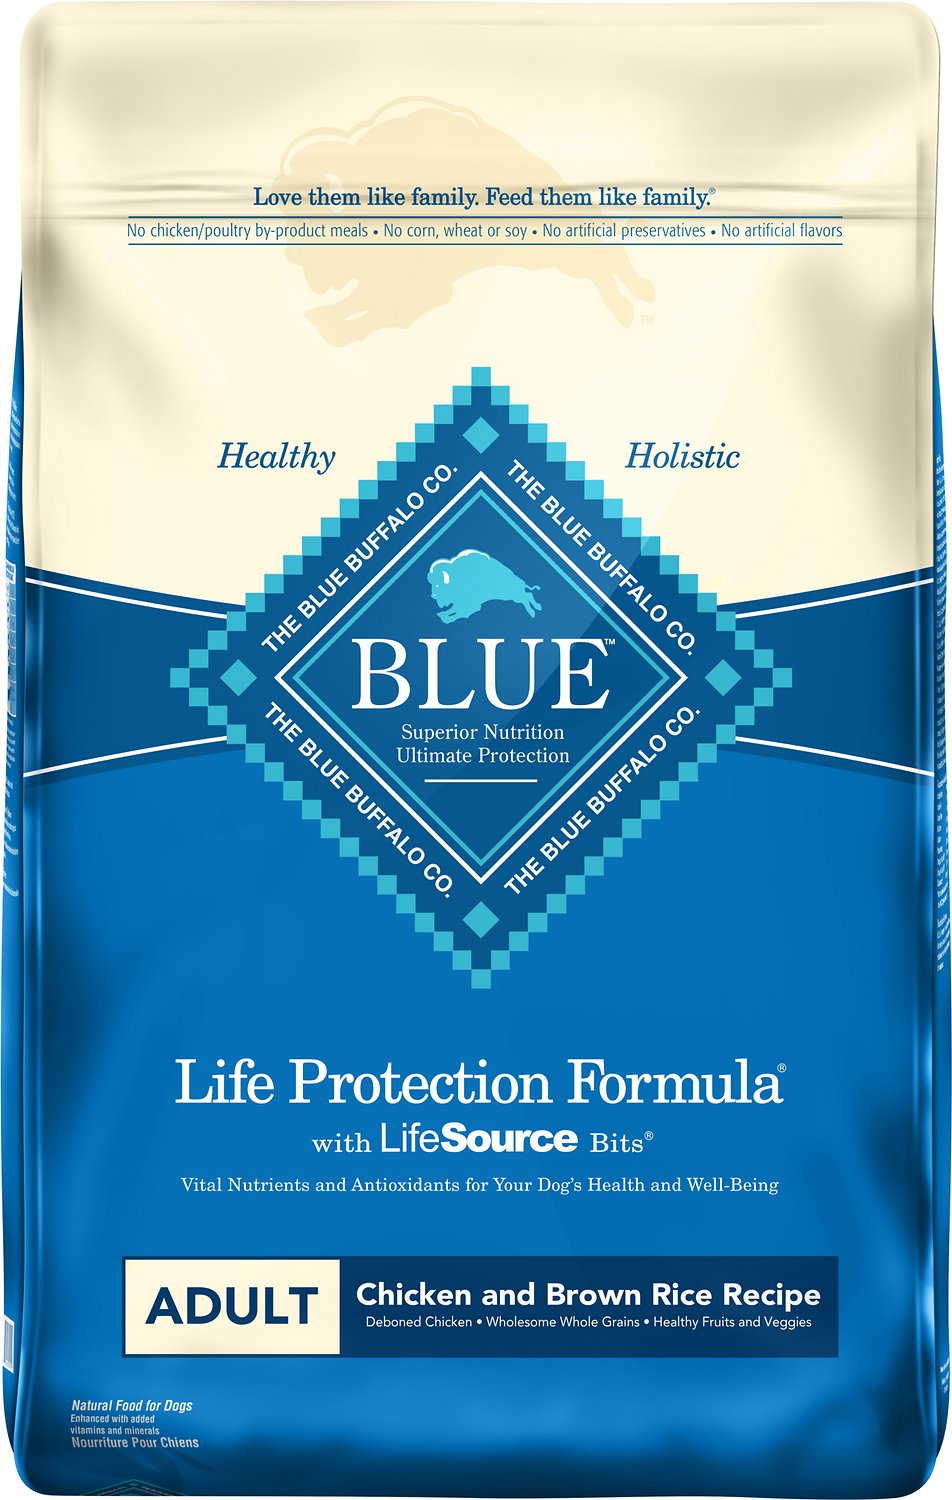 Love them like family. Feed them like family.®
No chicken/poultry by-product meals • No corn, wheat or soy • No artificial preservatives • No artificial flavors
TM
Healthy
Holistic
THE BLUE BUFFALO CO.
THE BLUE BUFFALO CO.
BLUE™
Superior Nutrition
Ultimate Protection
THE BLUE BUFFALO CO.
THE BLUE BUFFALO CO.
Life Protection Formula®
with LifeSource Bits®
Vital Nutrients and Antioxidants for Your Dog's Health and Well-Being
ADULT
Chicken and Brown Rice Recipe
Deboned Chicken • Wholesome Whole Grains • Healthy Fruits and Veggies
Natural Food for Dogs
Enhanced with added
vitamins and minerals
Nourriture Pour Chiens